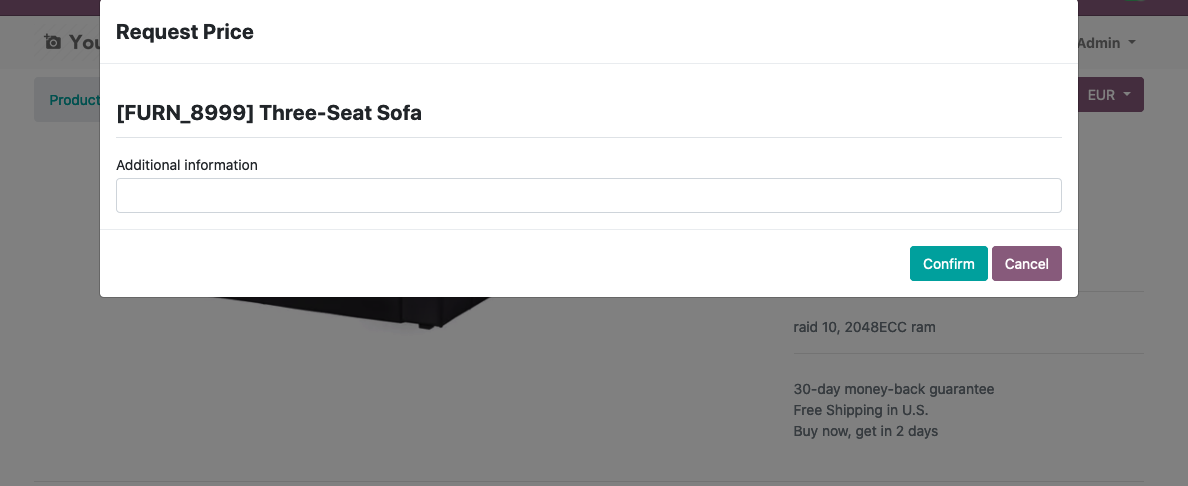 Request Price
You
Admin
Product
EUR
[FURN_8999] Three-Seat Sofa
Additional information
Confirm
Cancel
raid 10, 2048ECC ram
30-day money-back guarantee
Free Shipping in U.S.
Buy now, get in 2 days